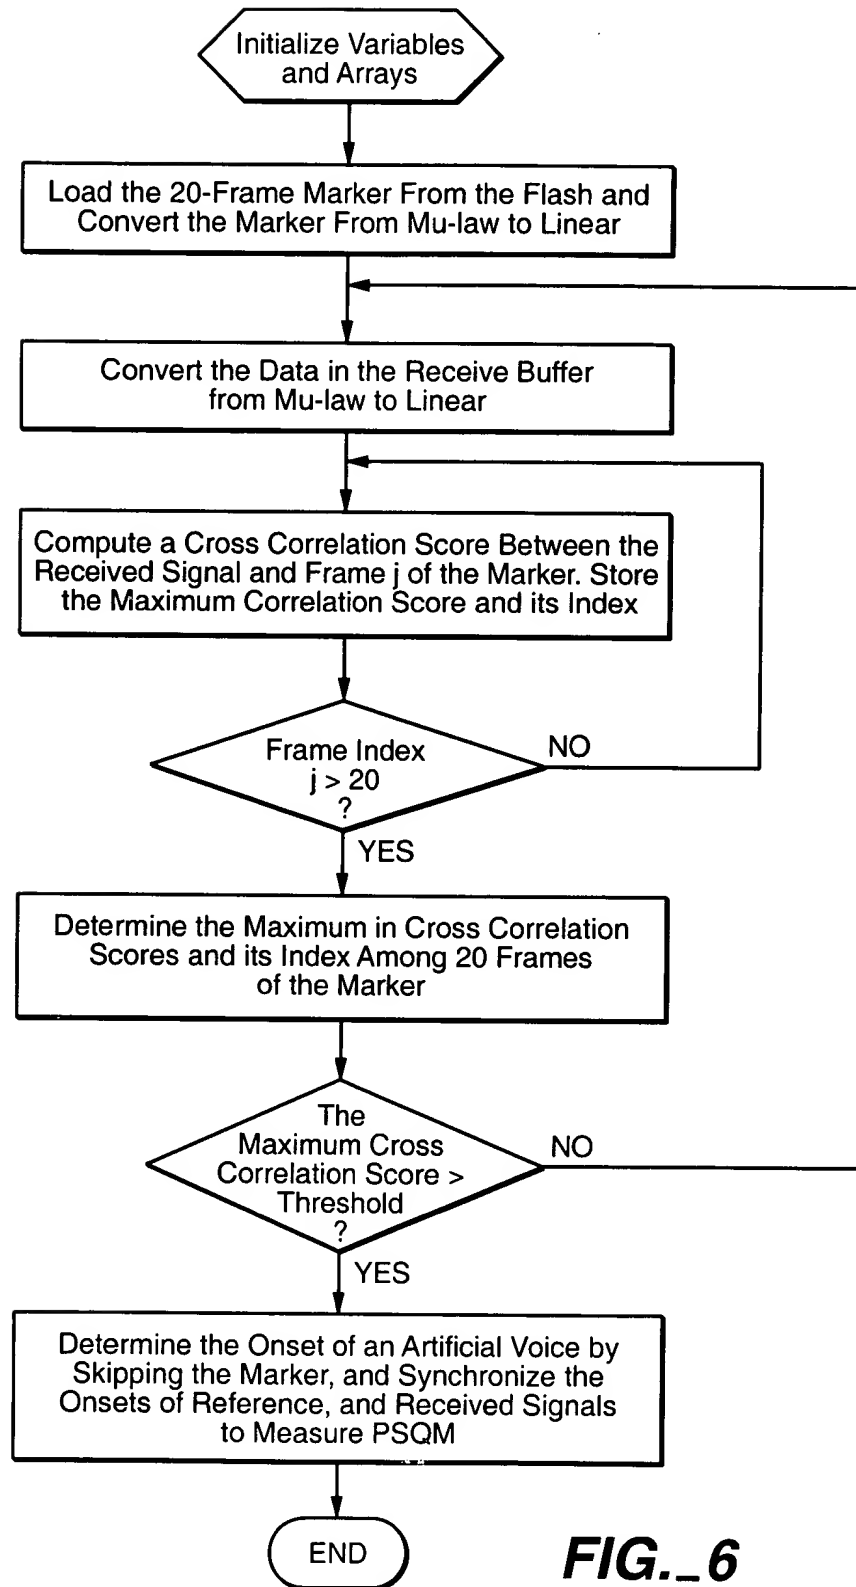 Initialize Variables
and Arrays
Load the 20-Frame Marker From the Flash and
Convert the Marker From Mu-law to Linear
Convert the Data in the Receive Buffer
from Mu-law to Linear
Compute a Cross Correlation Score Between the
Received Signal and Frame j of the Marker. Store
the Maximum Correlation Score and its Index
Frame Index
j > 20
?
NO
YES
Determine the Maximum in Cross Correlation
Scores and its Index Among 20 Frames
of the Marker
The
Maximum Cross
Correlation Score >
Threshold
?
NO
YES
Determine the Onset of an Artificial Voice by
Skipping the Marker, and Synchronize the
Onsets of Reference, and Received Signals
to Measure PSQM
END
FIG._6